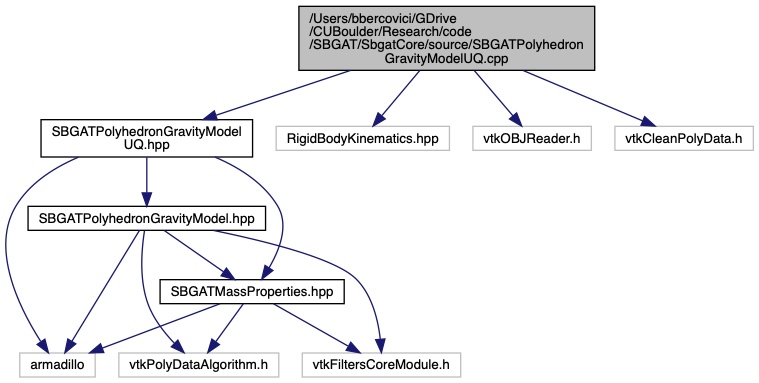 /Users/bbercovici/GDrive
/CUBoulder/Research/code
/SBGAT/SbgatCore/source/SBGATPolyhedron
GravityModelUQ.cpp
SBGATPolyhedronGravityModel
UQ.hpp
RigidBodyKinematics.hpp
vtkOBJReader.h
vtkCleanPolyData.h
SBGATPolyhedronGravityModel.hpp
SBGATMassProperties.hpp
armadillo
vtkPolyDataAlgorithm.h
vtkFiltersCoreModule.h